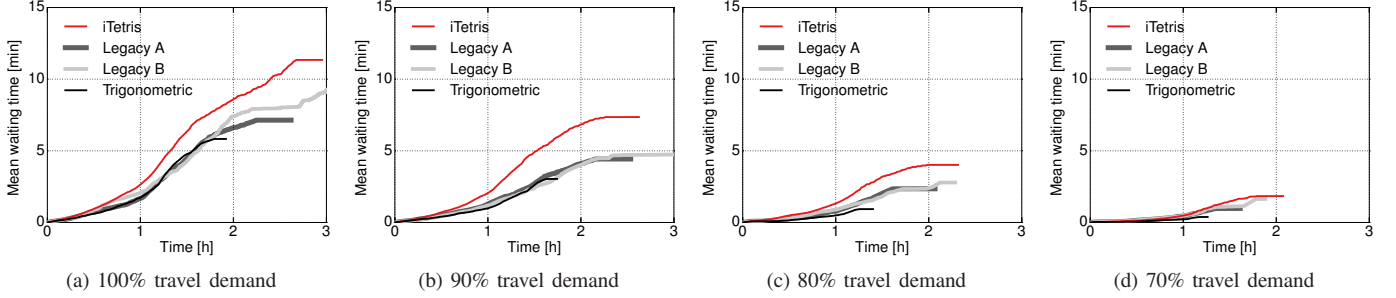 Mean waiting time [min]
15
10
5
0
iTetris
Legacy A
Legacy B
Trigonometric
0 1 2 3
Time [h]
(a) 100% travel demand
Mean waiting time [min]
15
10
5
0
iTetris
Legacy A
Legacy B
Trigonometric
0 1 2 3
Time [h]
(b) 90% travel demand
Mean waiting time [min]
15
10
5
0
iTetris
Legacy A
Legacy B
Trigonometric
0 1 2 3
Time [h]
(c) 80% travel demand
Mean waiting time [min]
15
10
5
0
iTetris
Legacy A
Legacy B
Trigonometric
0 1 2 3
Time [h]
(d) 70% travel demand